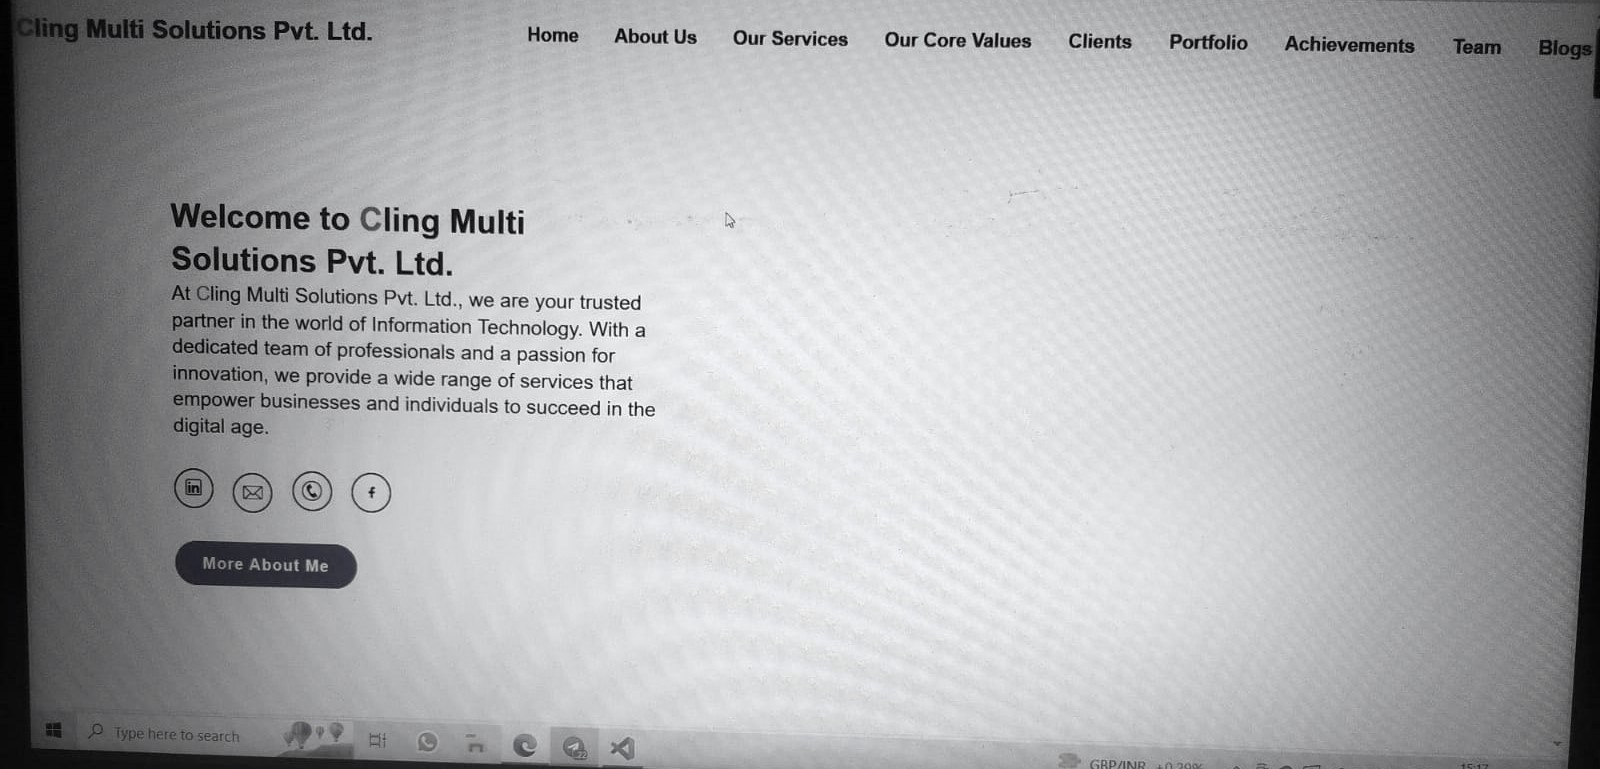 Cling Multi Solutions Pvt. Ltd.
Home About Us Our Services Our Core Values Clients Portfolio Achievements Team Blogs
Welcome to Cling Multi
Solutions Pvt. Ltd.
At Cling Multi Solutions Pvt. Ltd., we are your trusted
partner in the world of Information Technology. With a
dedicated team of professionals and a passion for
innovation, we provide a wide range of services that
empower businesses and individuals to succeed in the
digital age.
in
f
More About Me
Type here to search
GBP/INR +0.20%
15:17